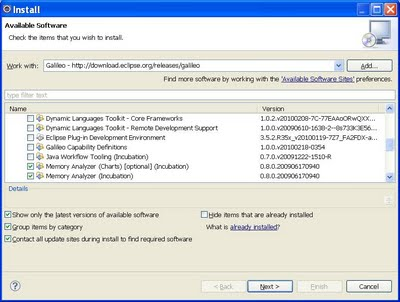 Install
Available Software
Check the items that you wish to install.
Work with: Galileo - http://download.eclipse.org/releases/galileo Add...
Find more software by working with the 'Available Software Sites' preferences.
type filter text
Name Version
Dynamic Languages Toolkit - Core Frameworks 1.0.2.v20100208-7C-77EAAoORwQlXX...
Dynamic Languages Toolkit - Remote Development Support 1.0.0.v20090610-1638-2--8s733K3E56...
Eclipse Plug-in Development Environment 3.5.2.R35x_v20100119-7Z7_FA2FDX-a...
Galileo Capability Definitions 1.0.0.v20100218-0354
Java Workflow Tooling (Incubation) 0.7.0.v20091222-1510-R
Memory Analyzer (Charts) [optional] (Incubation) 0.8.0.200906170940
Memory Analyzer (Incubation) 0.8.0.200906170940
Details
Show only the latest versions of available software Hide items that are already installed
Group items by category What is already installed?
Contact all update sites during install to find required software
< Back Next > Finish Cancel